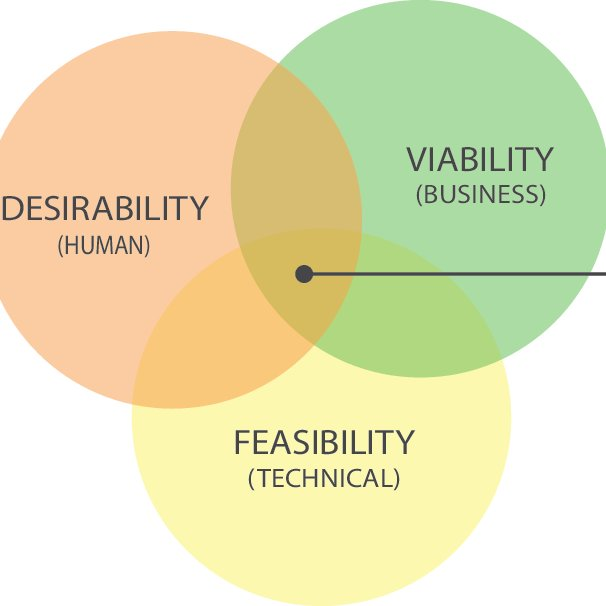 DESIRABILITY
(HUMAN)
VIABILITY
(BUSINESS)
FEASIBILITY
(TECHNICAL)